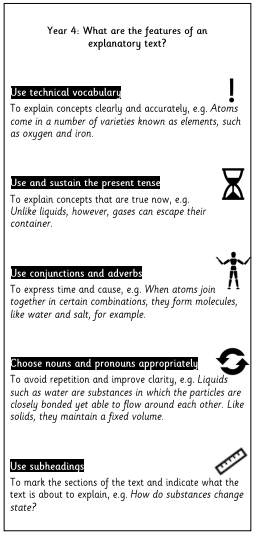 Year 4: What are the features of an
explanatory text?
Use technical vocabulary
To explain concepts clearly and accurately, e.g. Atoms
come in a number of varieties known as elements, such
as oxygen and iron.
Use and sustain the present tense
To explain concepts that are true now, e.g.
Unlike liquids, however, gases can escape their
container.
Use conjunctions and adverbs
To express time and cause, e.g. When atoms join
together in certain combinations, they form molecules,
like water and salt, for example.
Choose nouns and pronouns appropriately
To avoid repetition and improve clarity, e.g. Liquids
such as water are substances in which the particles are
closely bonded yet able to flow around each other. Like
solids, they maintain a fixed volume.
Use subheadings
To mark the sections of the text and indicate what the
text is about to explain, e.g. How do substances change
state?